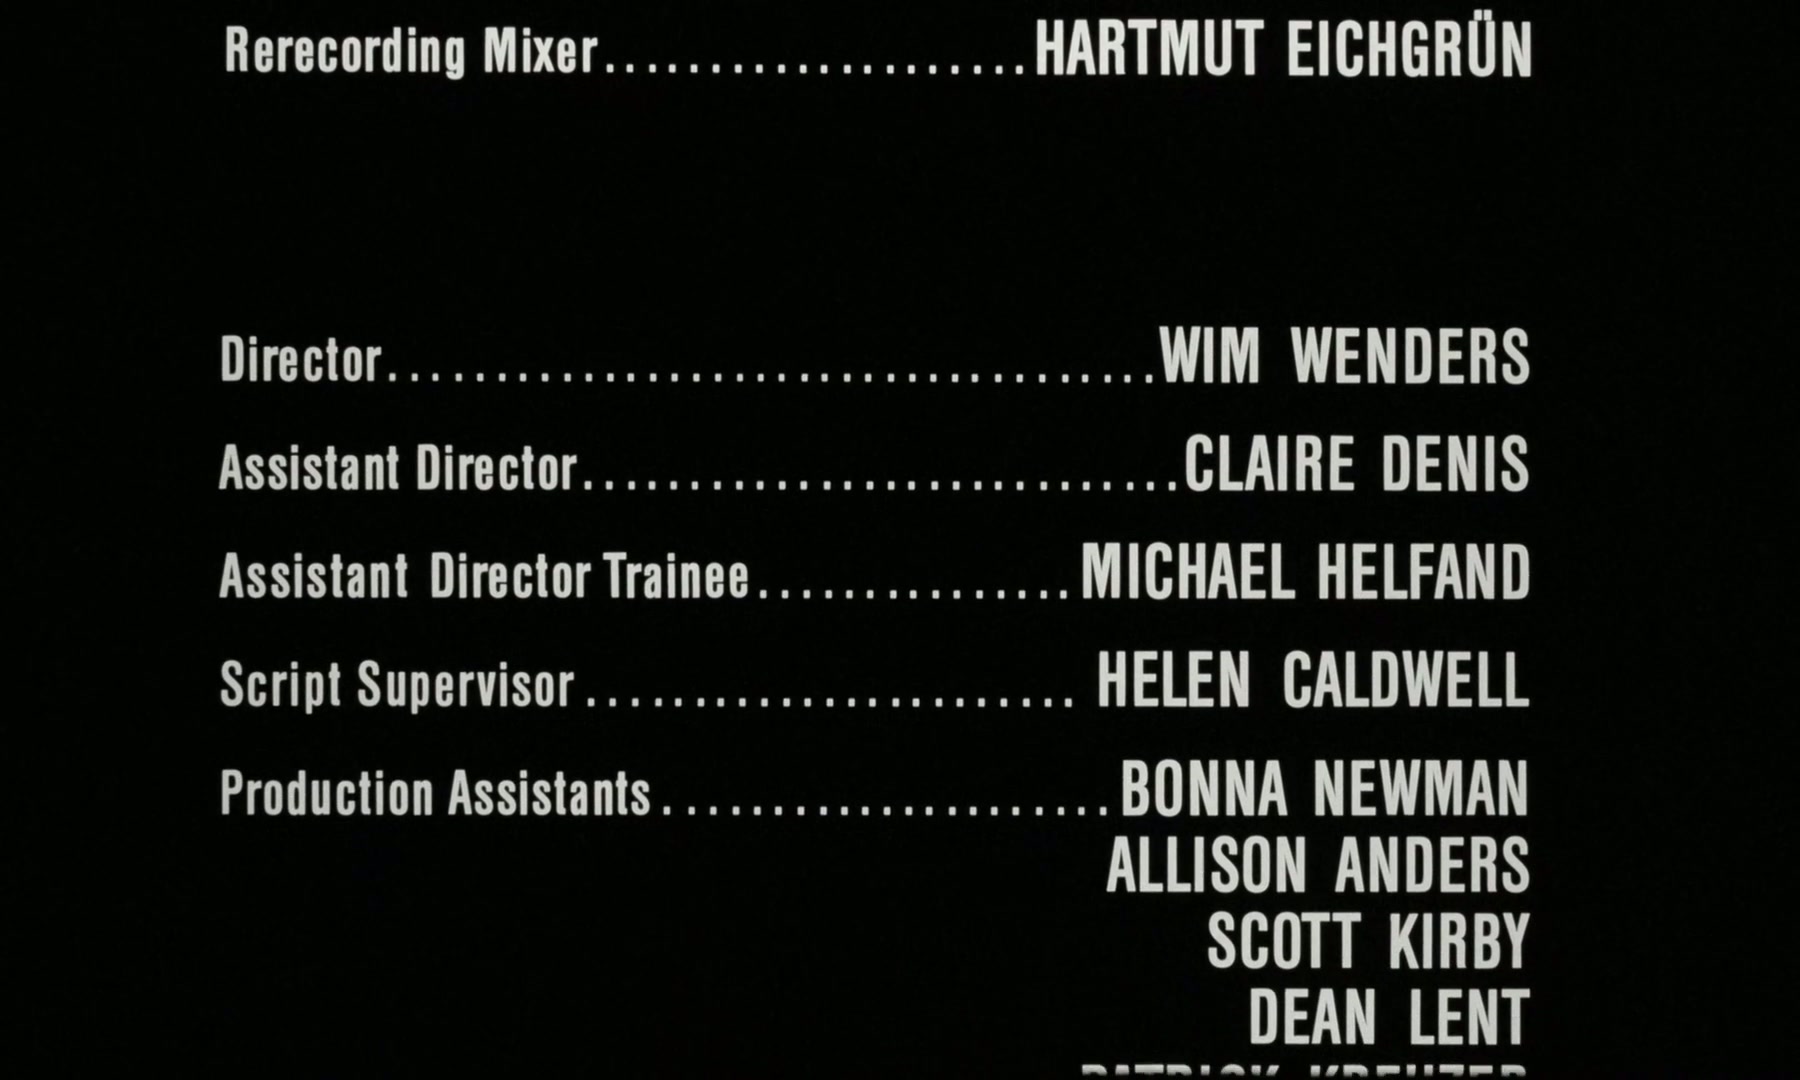 Rerecording Mixer....................HARTMUT EICHGRÜN
Director....................................WIM WENDERS
Assistant Director............................CLAIRE DENIS
Assistant Director Trainee...............MICHAEL HELFAND
Script Supervisor....................... HELEN CALDWELL
Production Assistants.....................BONNA NEWMAN
ALLISON ANDERS
SCOTT KIRBY
DEAN LENT